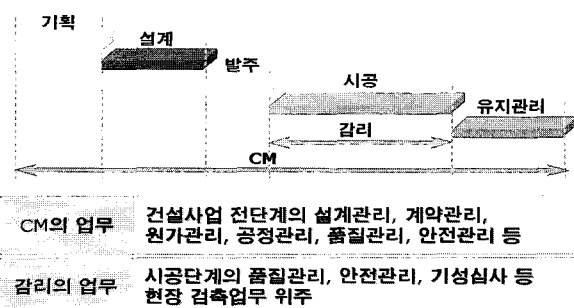 기획
설계
발주
시공
유지관리
감리
CM
CM의 업무
건설사업 전단계의 설계관리, 계약관리,
원가관리, 공정관리, 품질관리, 안전관리 등
감리의 업무
시공단계의 품질관리, 안전관리, 기성심사 등
현장 검측업무 위주